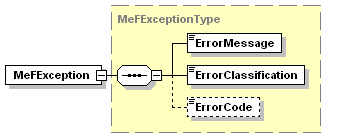 MeFExceptionType
ErrorMessage
MeFException
ErrorClassification
ErrorCode